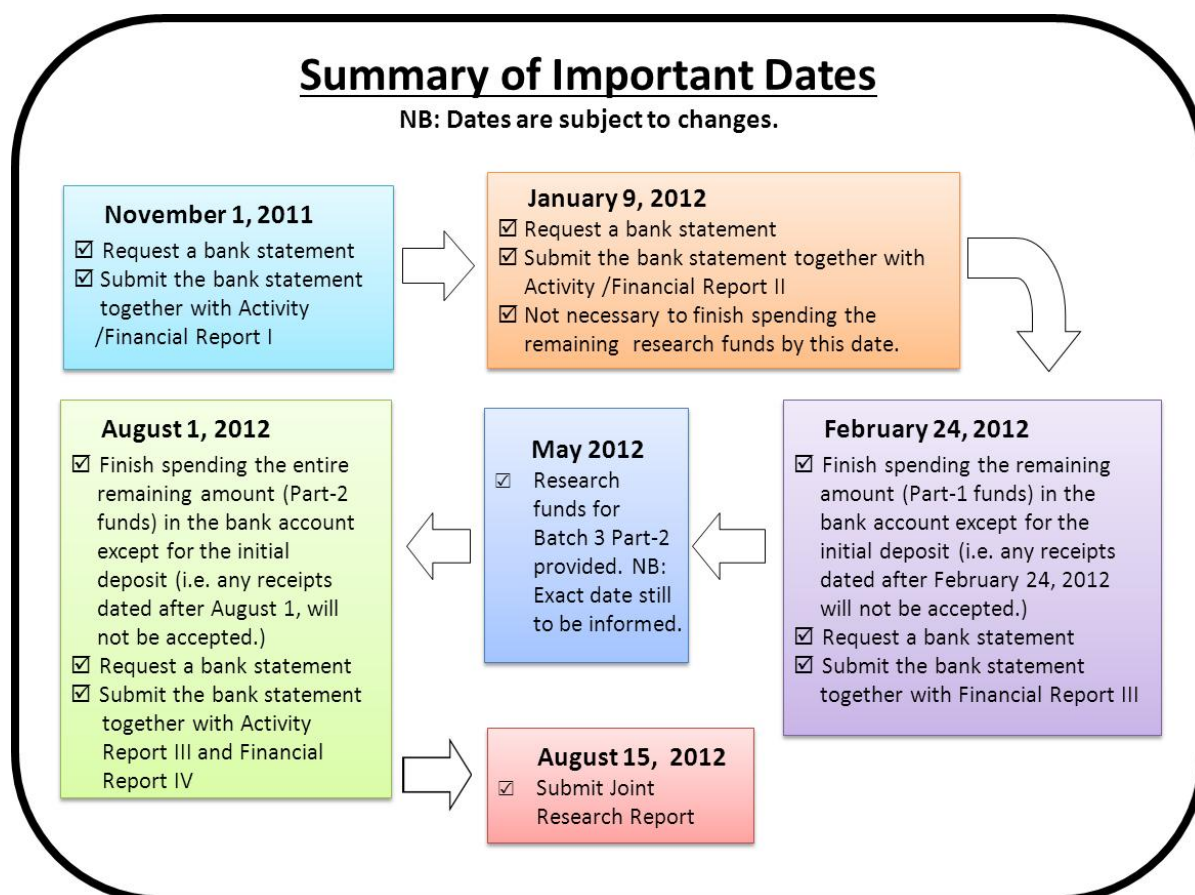 Summary of Important Dates
NB: Dates are subject to changes.
November 1, 2011
☑ Request a bank statement
☑ Submit the bank statement
together with Activity
/Financial Report I
January 9, 2012
☑ Request a bank statement
☑ Submit the bank statement together with
Activity /Financial Report II
☑ Not necessary to finish spending the
remaining research funds by this date.
February 24, 2012
☑ Finish spending the remaining
amount (Part-1 funds) in the
bank account except for the
initial deposit (i.e. any receipts
dated after February 24, 2012
will not be accepted.)
☑ Request a bank statement
☑ Submit the bank statement
together with Financial Report III
May 2012
☑ Research
funds for
Batch 3 Part-2
provided. NB:
Exact date still
to be informed.
August 1, 2012
☑ Finish spending the entire
remaining amount (Part-2
funds) in the bank account
except for the initial
deposit (i.e. any receipts
dated after August 1, will
not be accepted.)
☑ Request a bank statement
☑ Submit the bank statement
together with Activity
Report III and Financial
Report IV
August 15, 2012
☑ Submit Joint
Research Report